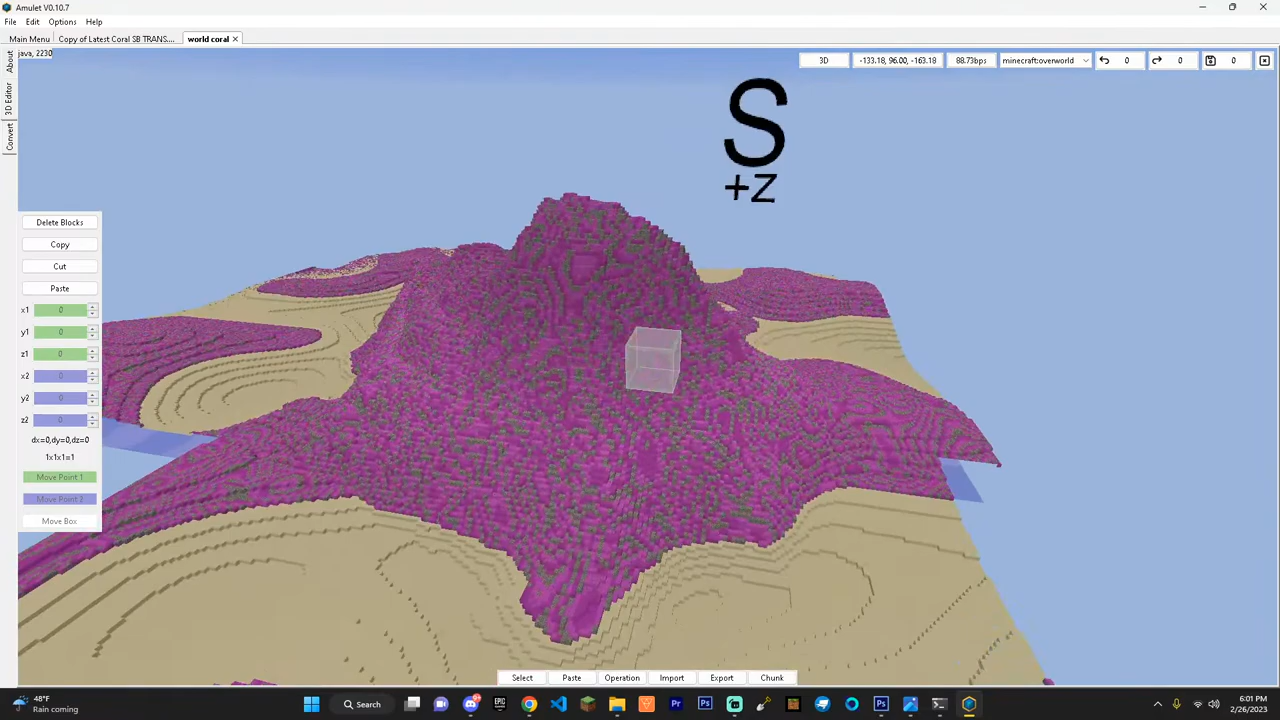 Amulet V0.10.7
File Edit Options Help
Main Menu Copy of Latest Coral SB TRANS.... world coral
java, 2230
About
3D Editor
Convert
3D -133.18, 96.00, -163.18 88.73bps minecraft:overworld 0 0 0
S
+Z
Delete Blocks
Copy
Cut
Paste
x1 0
y1 0
z1 0
x2 0
y2 0
z2 0
dx=0,dy=0,dz=0
1x1x1=1
Move Point 1
Move Point 2
Move Box
Select Paste Operation Import Export Chunk
48°F
Rain coming
Search
6:01 PM
2/26/2023